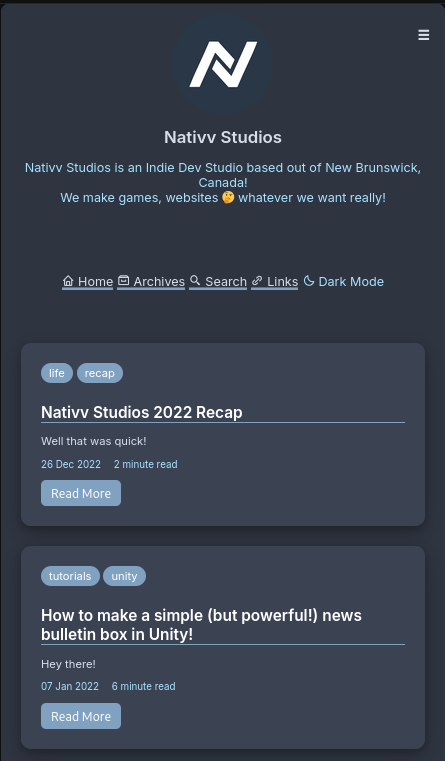 Nativv Studios
Nativv Studios is an Indie Dev Studio based out of New Brunswick,
Canada!
We make games, websites 🤔 whatever we want really!
Home Archives Search Links Dark Mode
life recap
Nativv Studios 2022 Recap
Well that was quick!
26 Dec 2022 2 minute read
Read More
tutorials unity
How to make a simple (but powerful!) news
bulletin box in Unity!
Hey there!
07 Jan 2022 6 minute read
Read More